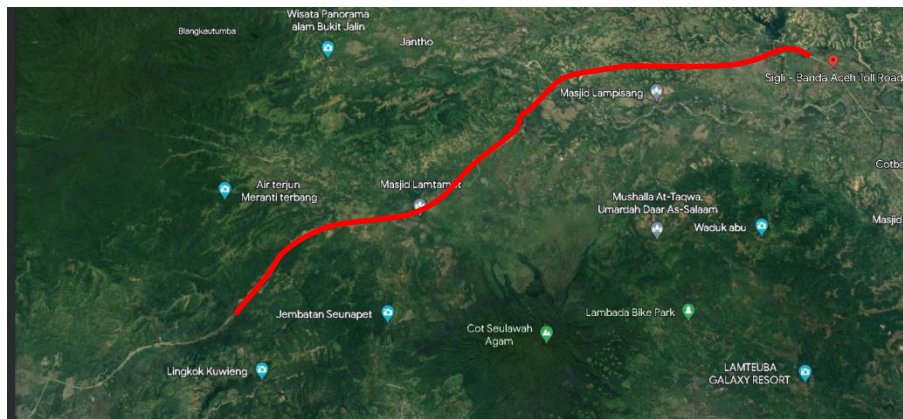 Wisata Panorama
alam Bukit Jalin
Blangkeutumba
Jantho
Sigli - Banda Aceh Toll Road
Masjid Lampisang
Cotba
Air terjun
Meranti terbang
Masjid Lamtamot
Mushalla At-Taqwa,
Umardah Daar As-Salaam
Waduk abu
Masjid
Jembatan Seunapet
Lambada Bike Park
Cot Seulawah
Agam
Lingkok Kuwieng
LAMTEUBA
GALAXY RESORT